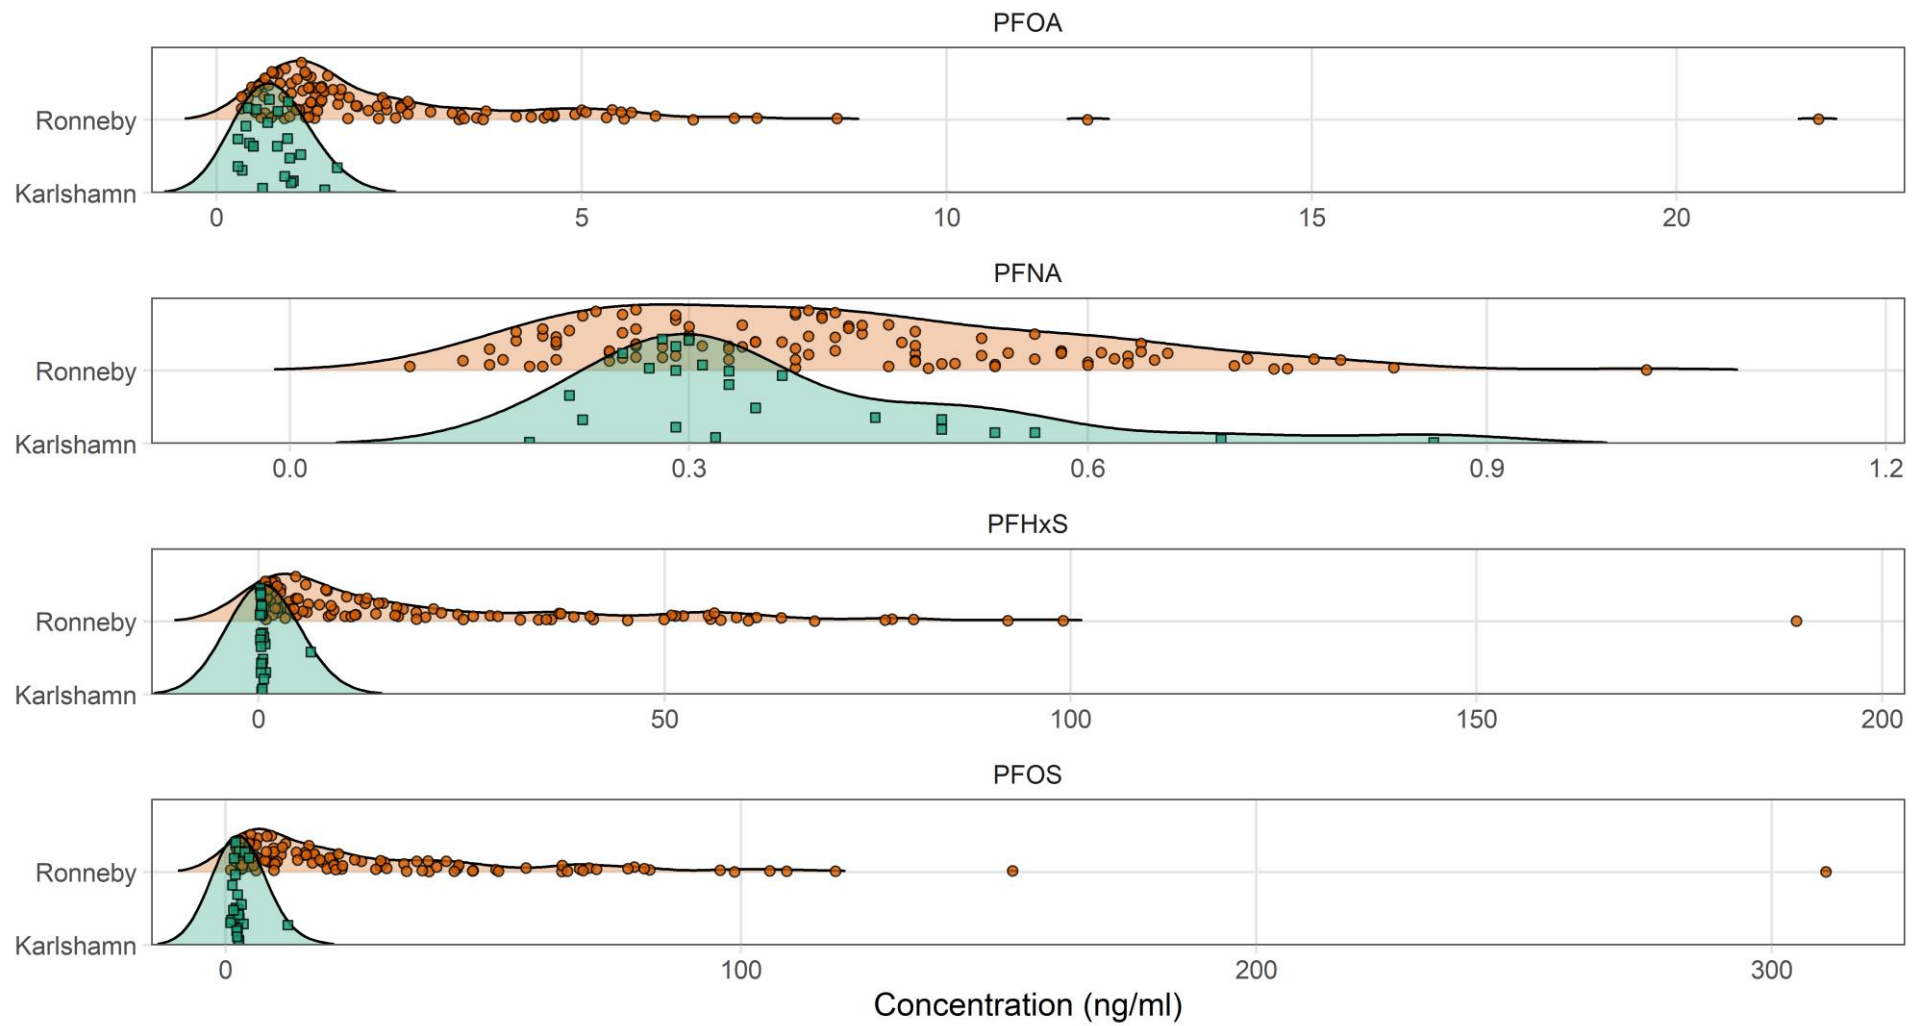 PFOA
Ronneby
Karlshamn
0 5 10 15 20
PFNA
Ronneby
Karlshamn
0.0 0.3 0.6 0.9 1.2
PFHxS
Ronneby
Karlshamn
0 50 100 150 200
PFOS
Ronneby
Karlshamn
0 100 200 300
Concentration (ng/ml)